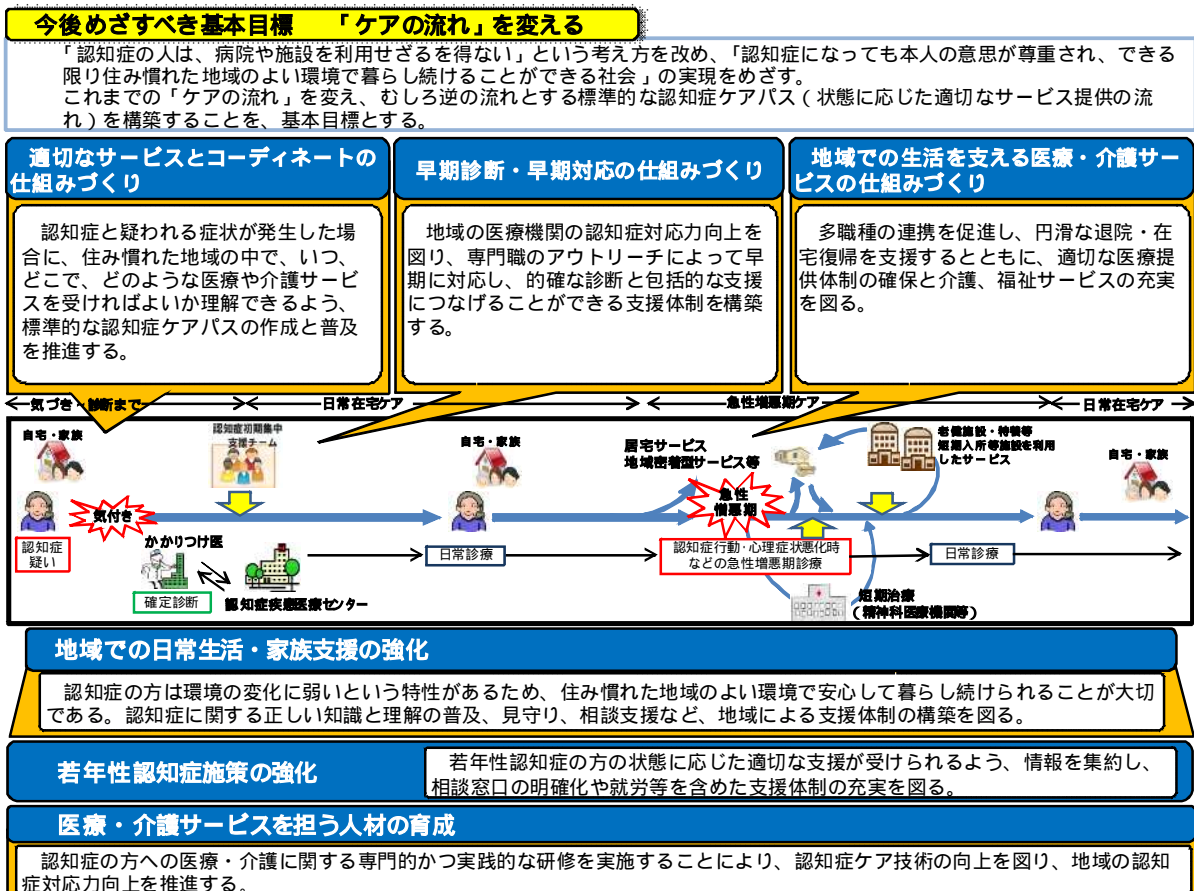 今後めざすべき基本目標　「ケアの流れ」を変える
「認知症の人は、病院や施設を利用せざるを得ない」という考え方を改め、「認知症になっても本人の意思が尊重され、できる
限り住み慣れた地域のよい環境で暮らし続けることができる社会」の実現をめざす。
これまでの「ケアの流れ」を変え、むしろ逆の流れとする標準的な認知症ケアパス（状態に応じた適切なサービス提供の流
れ）を構築することを、基本目標とする。
適切なサービスとコーディネートの
仕組みづくり
認知症と疑われる症状が発生した場
合に、住み慣れた地域の中で、いつ、
どこで、どのような医療や介護サービ
スを受ければよいか理解できるよう、
標準的な認知症ケアパスの作成と普及
を推進する。
早期診断・早期対応の仕組みづくり
地域の医療機関の認知症対応力向上を
図り、専門職のアウトリーチによって早
期に対応し、的確な診断と包括的な支援
につなげることができる支援体制を構築
する。
地域での生活を支える医療・介護サー
ビスの仕組みづくり
多職種の連携を促進し、円滑な退院・在
宅復帰を支援するとともに、適切な医療提
供体制の確保と介護、福祉サービスの充実
を図る。
気づき～診断まで
日常在宅ケア
急性増悪期ケア
日常在宅ケア
自宅・家族
認知症初期集中
支援チーム
自宅・家族
居宅サービス
地域密着型サービス等
老健施設・特養等
短期入所等施設を利用
したサービス
自宅・家族
気付き
急性
憎悪期
認知症
疑い
かかりつけ医
確定診断
認知症疾患医療センター
日常診療
認知症行動・心理症状悪化時
などの急性増悪期診療
日常診療
短期治療
（精神科医療機関等）
地域での日常生活・家族支援の強化
認知症の方は環境の変化に弱いという特性があるため、住み慣れた地域のよい環境で安心して暮らし続けられることが大切
である。認知症に関する正しい知識と理解の普及、見守り、相談支援など、地域による支援体制の構築を図る。
若年性認知症施策の強化
若年性認知症の方の状態に応じた適切な支援が受けられるよう、情報を集約し、
相談窓口の明確化や就労等を含めた支援体制の充実を図る。
医療・介護サービスを担う人材の育成
認知症の方への医療・介護に関する専門的かつ実践的な研修を実施することにより、認知症ケア技術の向上を図り、地域の認知
症対応力向上を推進する。